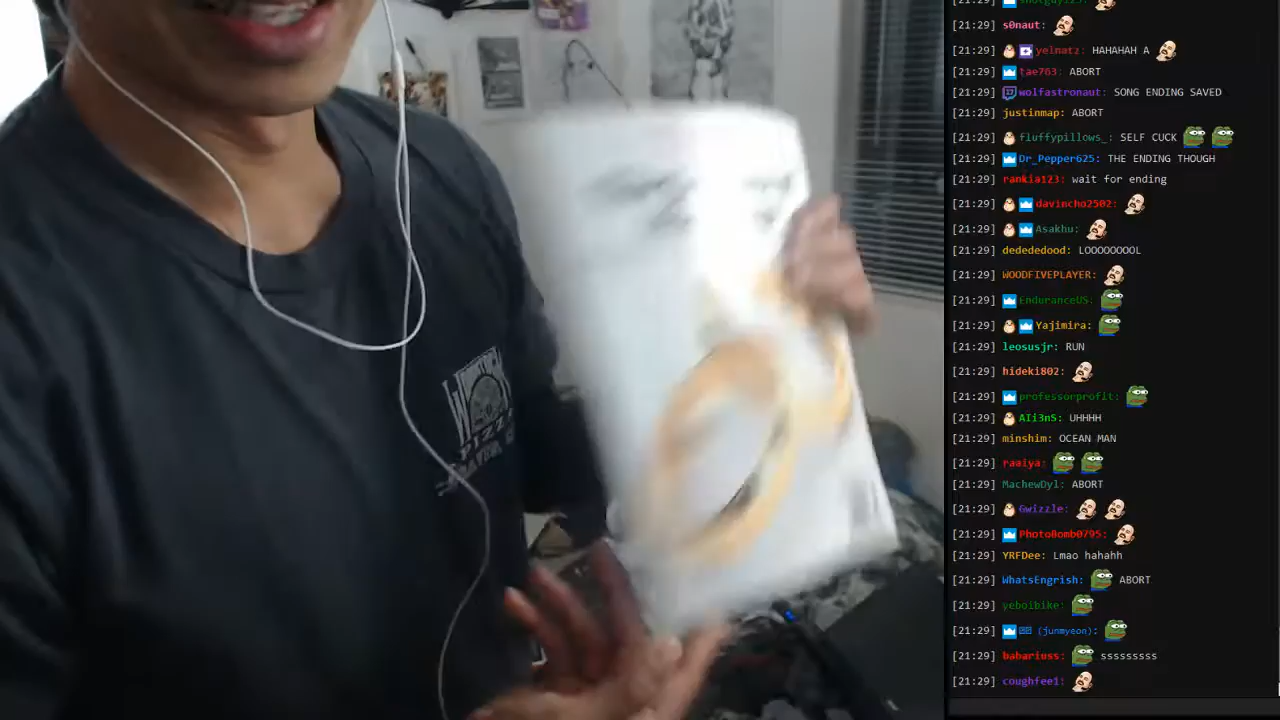 [21:29] s0naut:
[21:29] yelnatz: HAHAHAH A
[21:29] tae763: ABORT
[21:29] wolfastronaut: SONG ENDING SAVED
[21:29] justinmap: ABORT
[21:29] fluffypillows_: SELF CUCK
[21:29] Dr_Pepper625: THE ENDING THOUGH
[21:29] rankia123: wait for ending
[21:29] davincho2502:
[21:29] Asakhu:
[21:29] dedededood: LOOOOOOOL
[21:29] WOODFIVEPLAYER:
[21:29] EnduranceUS:
[21:29] Yajimira:
[21:29] leosusjr: RUN
[21:29] hideki802:
[21:29] professorprofit:
[21:29] AIi3nS: UHHHH
[21:29] minshim: OCEAN MAN
[21:29] raaiya:
[21:29] MachewDyl: ABORT
[21:29] Gwizzle:
[21:29] PhotoBomb0795:
[21:29] YRFDee: Lmao hahahh
[21:29] WhatsEngrish: ABORT
[21:29] yeboibike:
[21:29] (junmyeon):
[21:29] babariuss: sssssssss
[21:29] coughfee1: